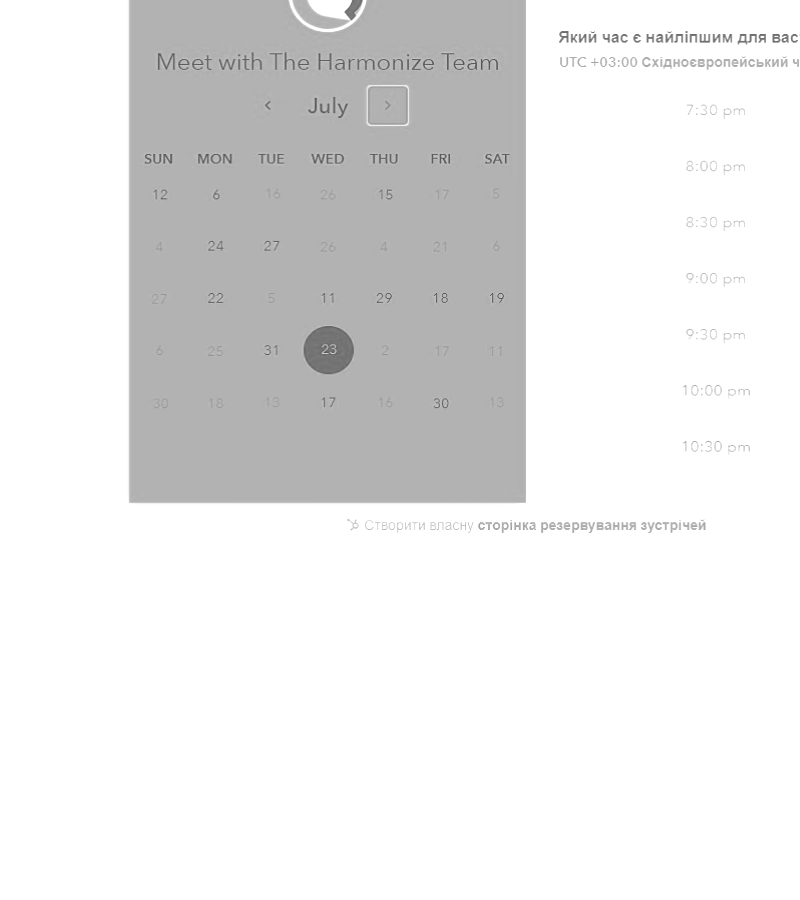 Meet with The Harmonize Team
July
SUN MON TUE WED THU FRI SAT
12 6 16 26 15 17 5
4 24 27 26 4 21 6
27 22 5 11 29 18 19
6 25 31 23 2 17 11
30 18 13 17 16 30 13
Який час є найліпшим для вас
UTC +03:00 Східноєвропейський ч
7:30 pm
8:00 pm
8:30 pm
9:00 pm
9:30 pm
10:00 pm
10:30 pm
Створити власну сторінка резервування зустрічей